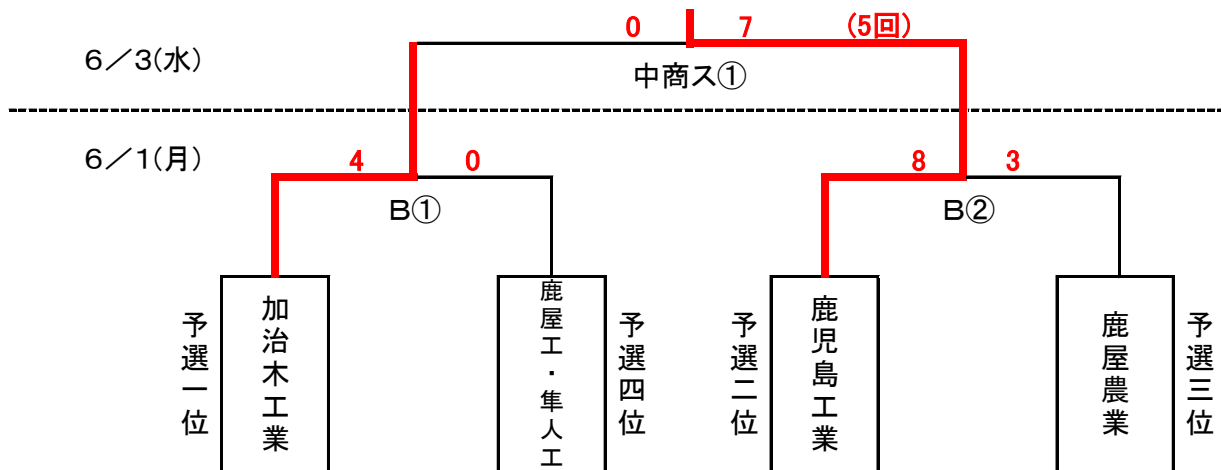 0
7
(5回)
6/3(水)
中商ス①
6/1(月)
4
0
8
3
B①
B②
予選一位
加治木工業
鹿屋工・隼人工
予選四位
予選二位
鹿児島工業
鹿屋農業
予選三位